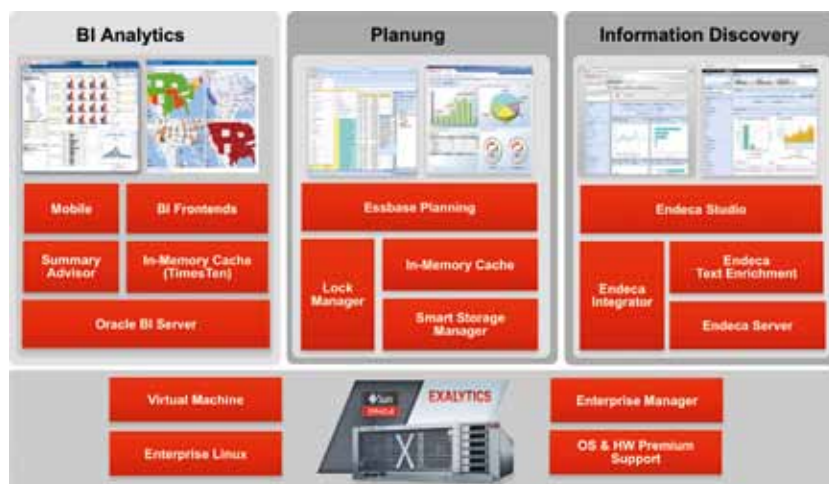 BI Analytics
Mobile
BI Frontends
Summary
Advisor
In-Memory Cache
(TimesTen)
Oracle BI Server
Planung
Essbase Planning
Lock
Manager
In-Memory Cache
Smart Storage
Manager
Information Discovery
Endeca Studio
Endeca
Integrator
Endeca
Text Enrichment
Endeca Server
Virtual Machine
Enterprise Linux
Sun
ORACLE
EXALYTICS
X
Enterprise Manager
OS & HW Premium
Support